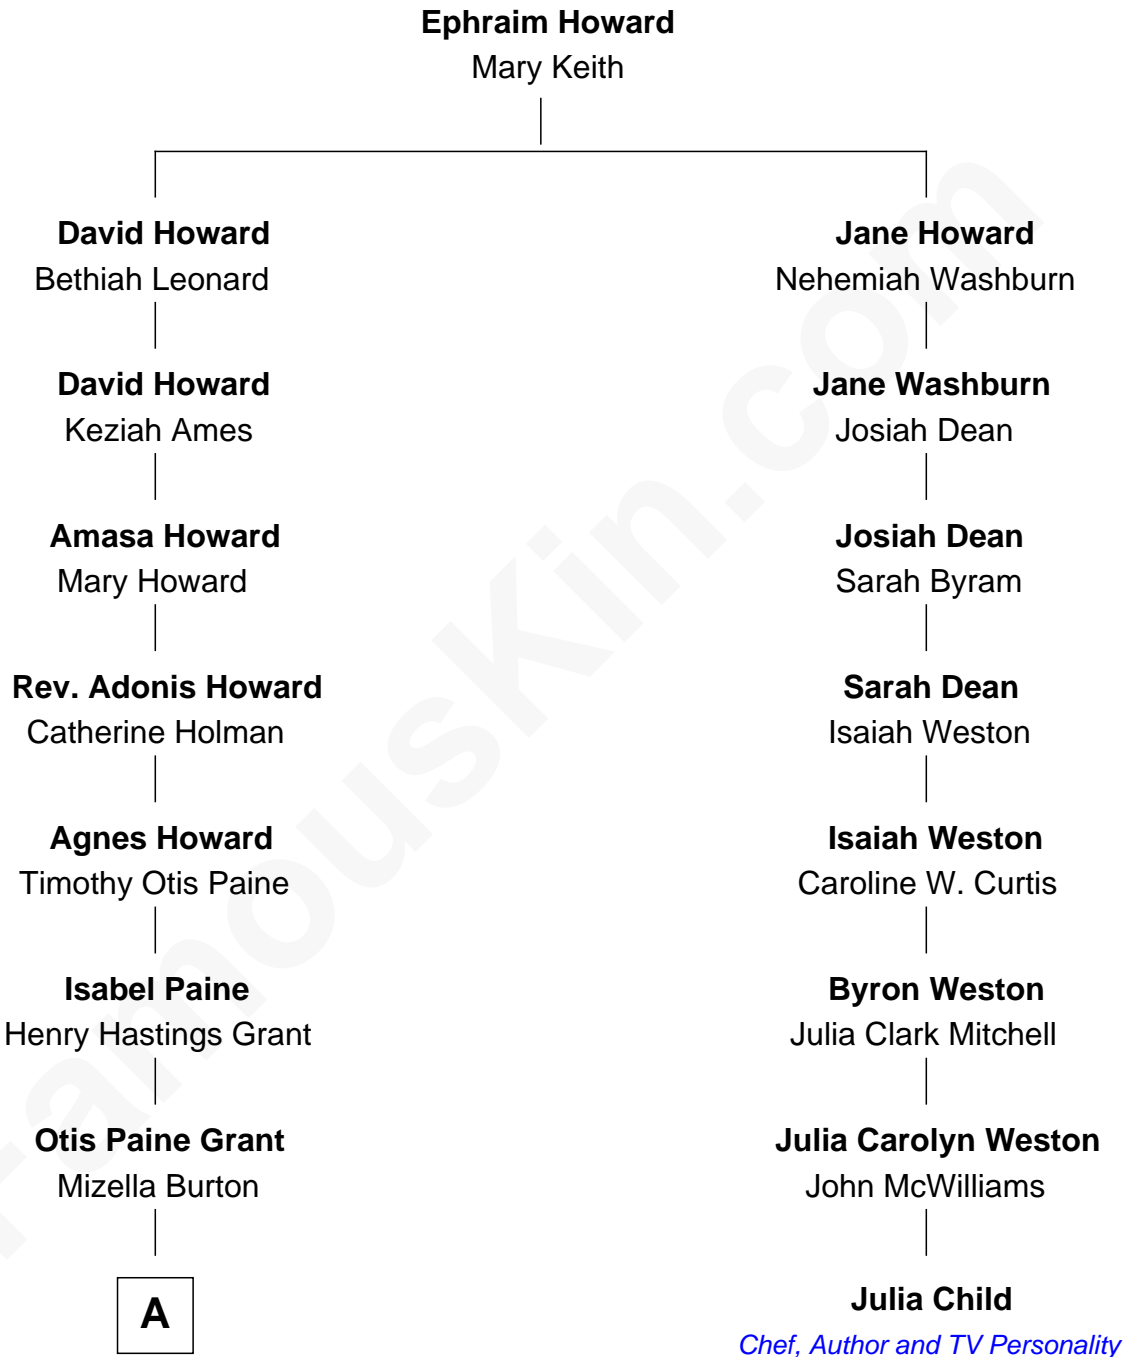 Ephraim Howard
Mary Keith
David Howard
Bethiah Leonard
Jane Howard
Nehemiah Washburn
David Howard
Keziah Ames
Jane Washburn
Josiah Dean
Amasa Howard
Mary Howard
Josiah Dean
Sarah Byram
Rev. Adonis Howard
Catherine Holman
Sarah Dean
Isaiah Weston
Agnes Howard
Timothy Otis Paine
Isaiah Weston
Caroline W. Curtis
Isabel Paine
Henry Hastings Grant
Byron Weston
Julia Clark Mitchell
Otis Paine Grant
Mizella Burton
Julia Carolyn Weston
John McWilliams
A
Julia Child
Chef, Author and TV Personality
FamousKin.com